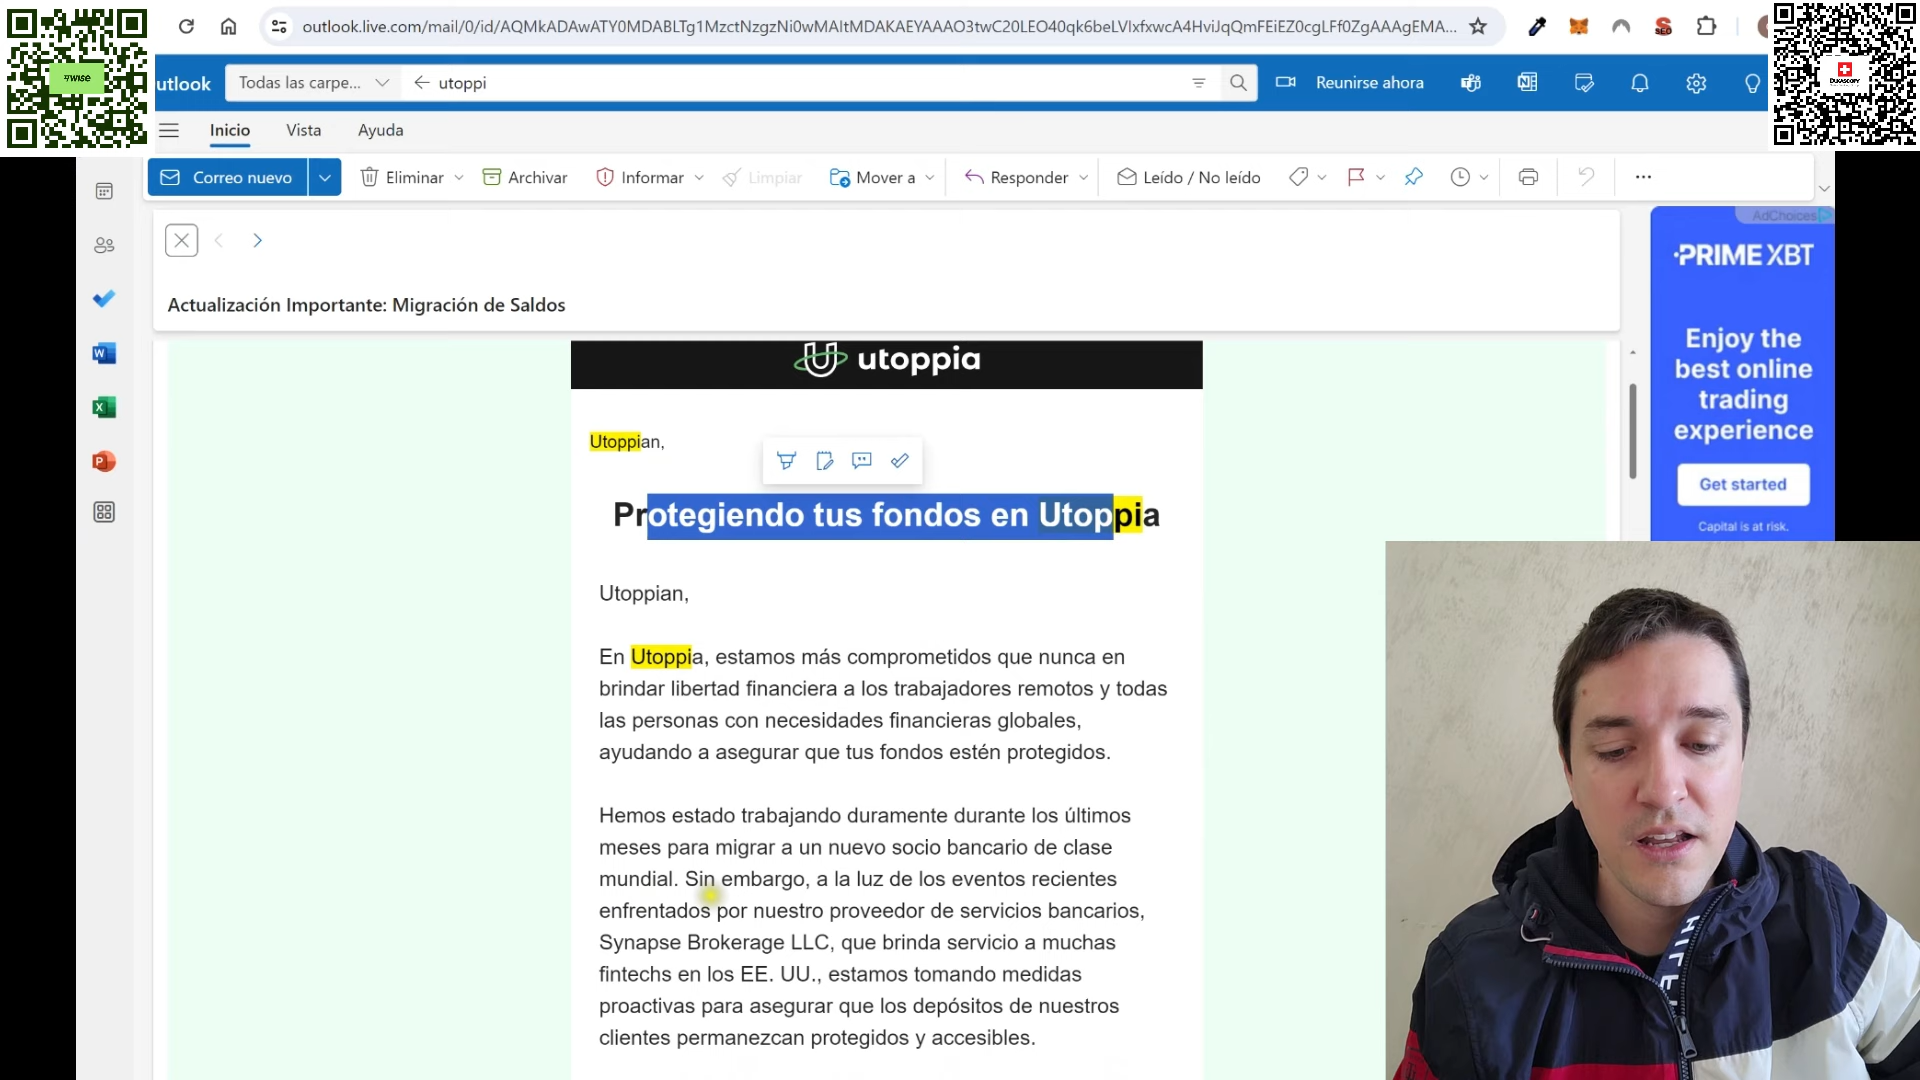 outlook.live.com/mail/0/id/AQMkADAwATY0MDABLTg1MzctNzgzNi0wMAItMDAKAEYAAAO3twC20LEO40qk6beLVIxfxwcA4HviJqQmFEiEZ0cgLFf0ZgAAAgEMA...
SEO
7WISE
DUKASCOPY
utlook
Todas las carpe...
utoppi
Reunirse ahora
Inicio
Vista
Ayuda
Correo nuevo
Eliminar
Archivar
Informar
Limpiar
Mover a
Responder
Leído / No leído
...
Actualización Importante: Migración de Saldos
utoppia
Utoppian,
Protegiendo tus fondos en Utoppia
Utoppian,
En Utoppia, estamos más comprometidos que nunca en
brindar libertad financiera a los trabajadores remotos y todas
las personas con necesidades financieras globales,
ayudando a asegurar que tus fondos estén protegidos.
Hemos estado trabajando duramente durante los últimos
meses para migrar a un nuevo socio bancario de clase
mundial. Sin embargo, a la luz de los eventos recientes
enfrentados por nuestro proveedor de servicios bancarios,
Synapse Brokerage LLC, que brinda servicio a muchas
fintechs en los EE. UU., estamos tomando medidas
proactivas para asegurar que los depósitos de nuestros
clientes permanezcan protegidos y accesibles.
AdChoices
PRIME XBT
Enjoy the
best online
trading
experience
Get started
Capital is at risk.